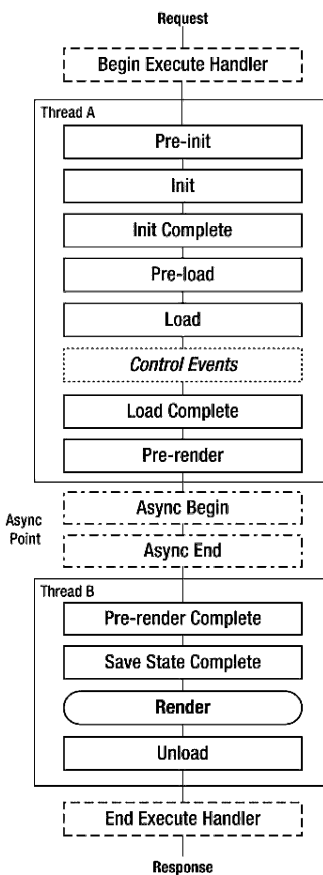 Request
Begin Execute Handler
Thread A
Pre-init
Init
Init Complete
Pre-load
Load
Control Events
Load Complete
Pre-render
Async Begin
Async
Point
Async End
Thread B
Pre-render Complete
Save State Complete
Render
Unload
End Execute Handler
Response